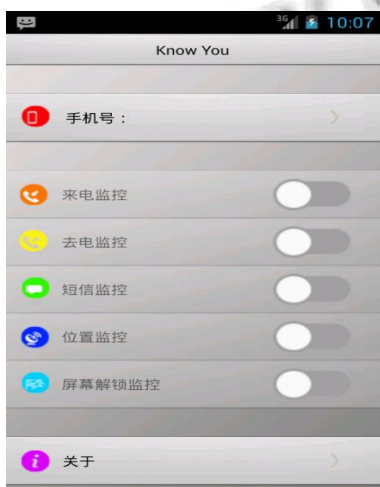 3G 10:07
Know You
手机号：
来电监控
去电监控
短信监控
位置监控
屏幕解锁监控
关于